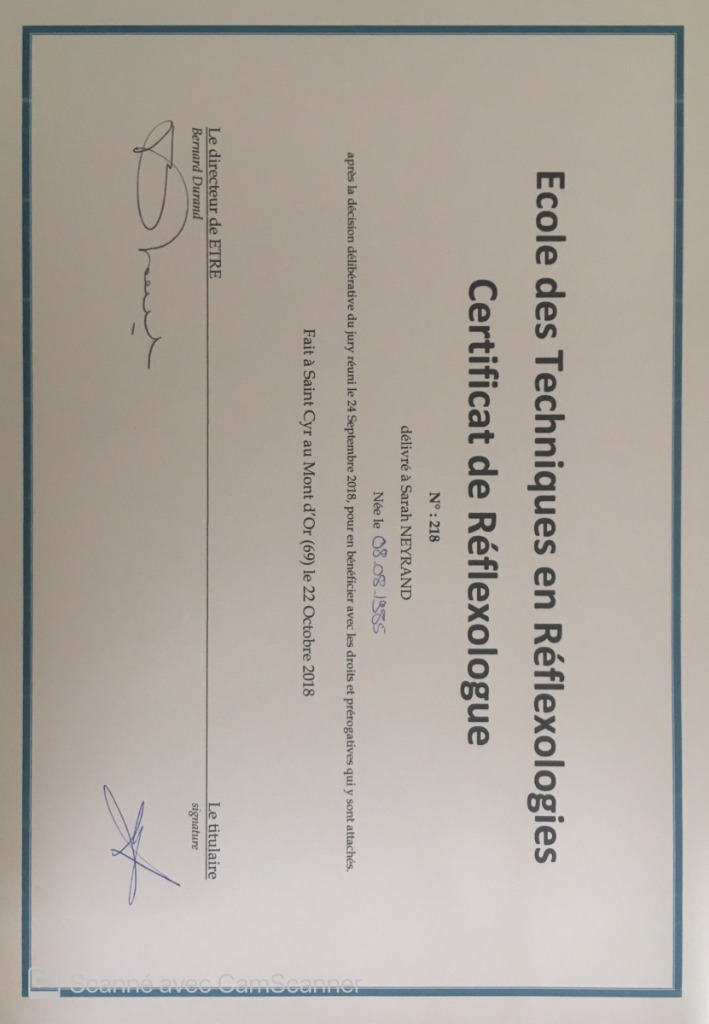 Ecole des Techniques en Réflexologies
Certificat de Réflexologue
N° : 218
délivré à Sarah NEYRAND
Née le 08.08.1985
après la décision délibérative du jury réuni le 24 Septembre 2018, pour en bénéficier avec les droits et prérogatives qui y sont attachés.
Fait à Saint Cyr au Mont d'Or (69) le 22 Octobre 2018
Le directeur de ETRE
Bernard Durand
Le titulaire
signature
Scanné avec CamScanner